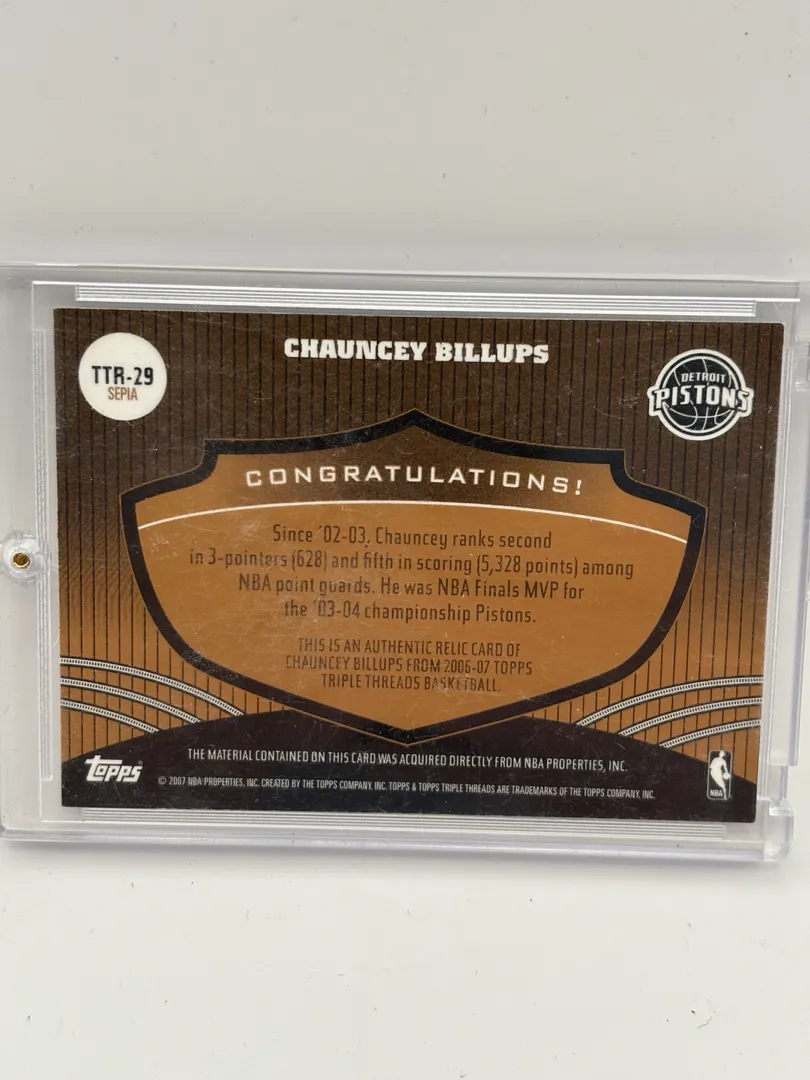 CHAUNCEY BILLUPS
TTR-29
SEPIA
DETROIT
PISTONS
CONGRATULATIONS!
Since '02-03, Chauncey ranks second
in 3-pointers (628) and fifth in scoring (5,328 points) among
NBA point guards. He was NBA Finals MVP for
the '03-04 championship Pistons.
THIS IS AN AUTHENTIC RELIC CARD OF
CHAUNCEY BILLUPS FROM 2006-07 TOPPS
TRIPLE THREADS BASKETBALL.
THE MATERIAL CONTAINED ON THIS CARD WAS ACQUIRED DIRECTLY FROM NBA PROPERTIES, INC.
TOPPS
© 2007 NBA PROPERTIES, INC. CREATED BY THE TOPPS COMPANY, INC. TOPPS & TOPPS TRIPLE THREADS ARE TRADEMARKS OF THE TOPPS COMPANY, INC.
NBA